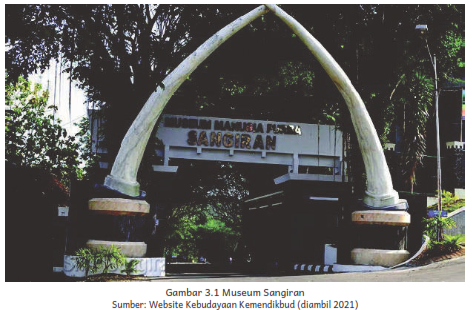 MUSEUM MANUSIA PURBA
SANGIRAN
Gambar 3.1 Museum Sangiran
Sumber: Website Kebudayaan Kemendikbud (diambil 2021)